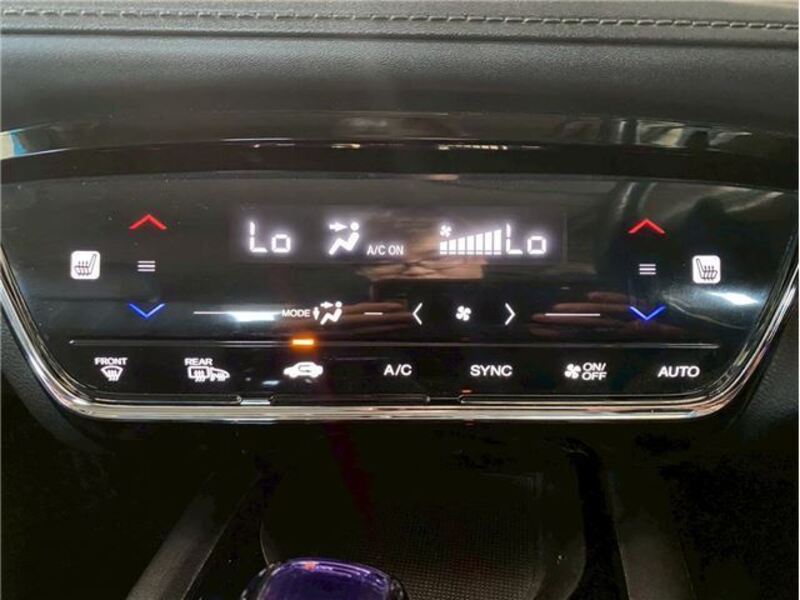 Lo A/C ON Lo
MODE
FRONT REAR A/C SYNC ON/OFF AUTO